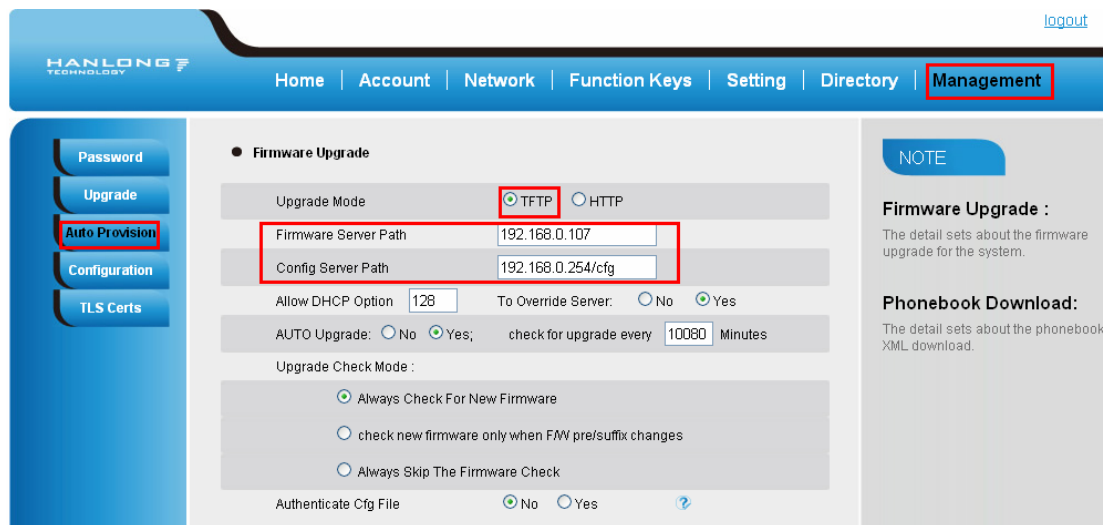 logout
HANLONG
TECHNOLOGY
Home | Account | Network | Function Keys | Setting | Directory | Management
Password
Upgrade
Auto Provision
Configuration
TLS Certs
Firmware Upgrade
Upgrade Mode TFTP HTTP
Firmware Server Path 192.168.0.107
Config Server Path 192.168.0.254/cfg
Allow DHCP Option 128 To Override Server: No Yes
AUTO Upgrade: No Yes; check for upgrade every 10080 Minutes
Upgrade Check Mode :
Always Check For New Firmware
check new firmware only when F/W pre/suffix changes
Always Skip The Firmware Check
Authenticate Cfg File No Yes ?
NOTE
Firmware Upgrade :
The detail sets about the firmware
upgrade for the system.
Phonebook Download:
The detail sets about the phonebook
XML download.